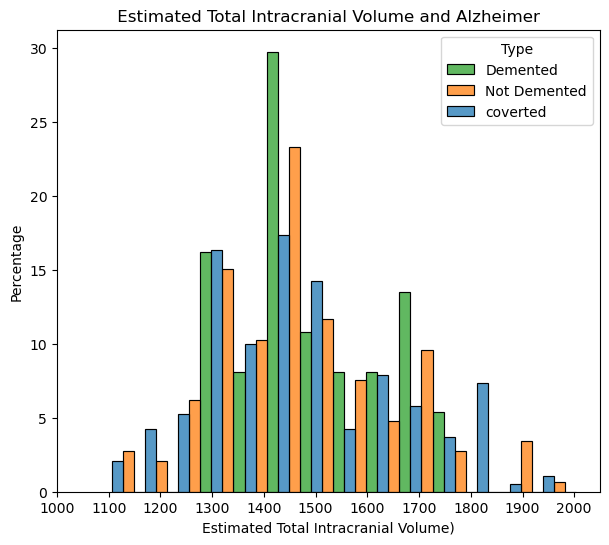 Estimated Total Intracranial Volume and Alzheimer
Type
Demented
Not Demented
coverted
30
25
20
15
10
5
0
Percentage
1000 1100 1200 1300 1400 1500 1600 1700 1800 1900 2000
Estimated Total Intracranial Volume)